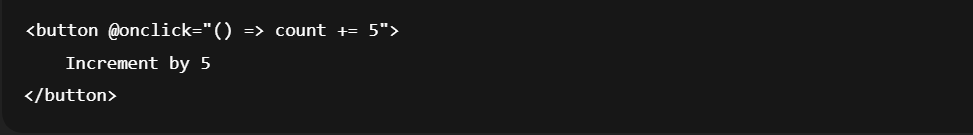 <button @onclick="() => count += 5">
    Increment by 5
</button>